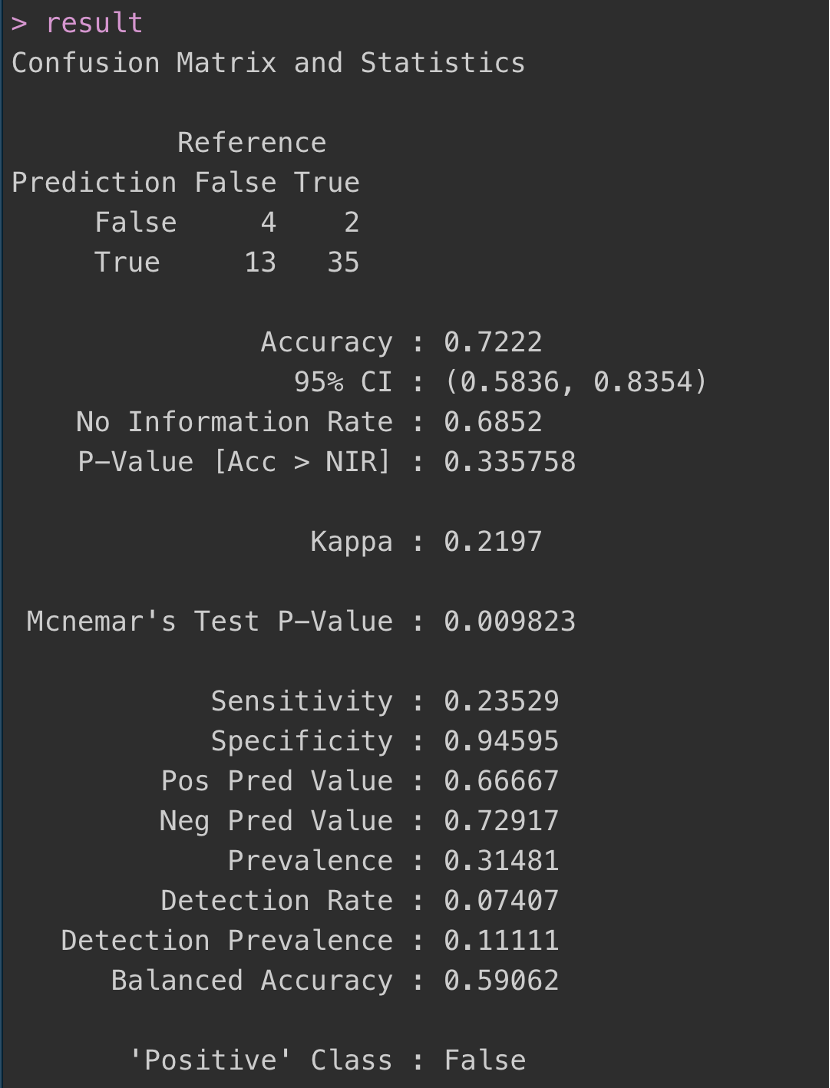 > result
Confusion Matrix and Statistics
Reference
Prediction False True
False 4 2
True 13 35
Accuracy : 0.7222
95% CI : (0.5836, 0.8354)
No Information Rate : 0.6852
P-Value [Acc > NIR] : 0.335758
Kappa : 0.2197
Mcnemar's Test P-Value : 0.009823
Sensitivity : 0.23529
Specificity : 0.94595
Pos Pred Value : 0.66667
Neg Pred Value : 0.72917
Prevalence : 0.31481
Detection Rate : 0.07407
Detection Prevalence : 0.11111
Balanced Accuracy : 0.59062
'Positive' Class : False